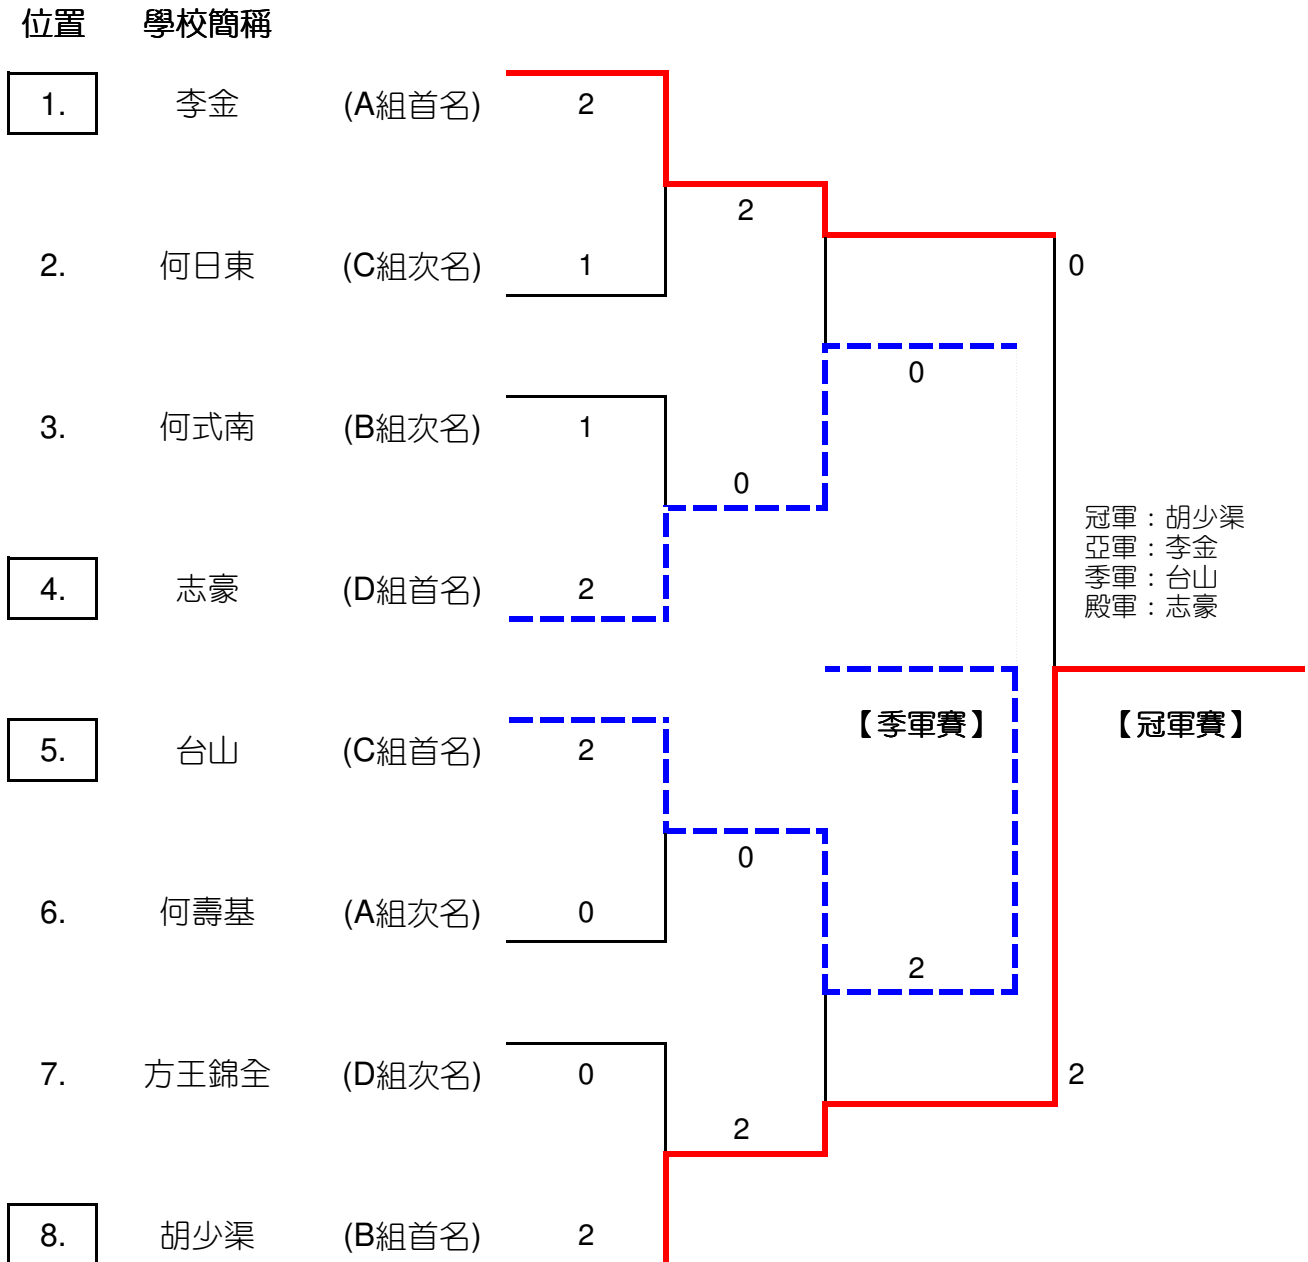 位置 學校簡稱
1. 李金 (A組首名) 2
2
2. 何日東 (C組次名) 1 0
0
3. 何式南 (B組次名) 1
0
冠軍：胡少渠
亞軍：李金
季軍：台山
殿軍：志豪
4. 志豪 (D組首名) 2
【季軍賽】 【冠軍賽】
5. 台山 (C組首名) 2
0
6. 何壽基 (A組次名) 0
2
7. 方王錦全 (D組次名) 0 2
2
8. 胡少渠 (B組首名) 2